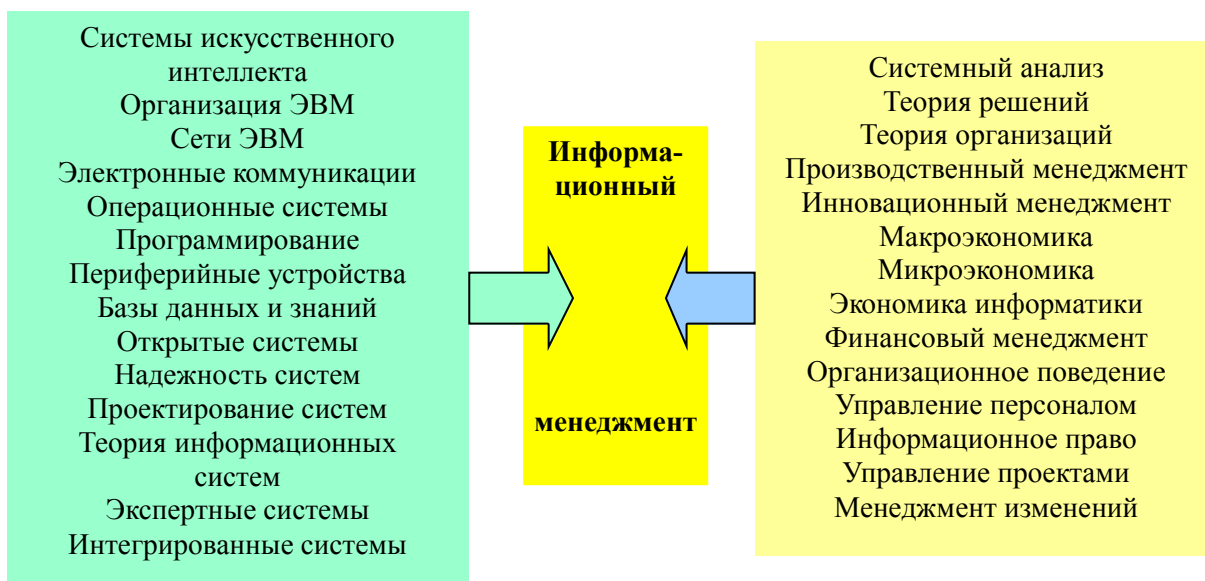 Системы искусственного
интеллекта
Организация ЭВМ
Сети ЭВМ
Электронные коммуникации
Операционные системы
Программирование
Периферийные устройства
Базы данных и знаний
Открытые системы
Надежность систем
Проектирование систем
Теория информационных
систем
Экспертные системы
Интегрированные системы
Информа-
ционный
менеджмент
Системный анализ
Теория решений
Теория организаций
Производственный менеджмент
Инновационный менеджмент
Макроэкономика
Микроэкономика
Экономика информатики
Финансовый менеджмент
Организационное поведение
Управление персоналом
Информационное право
Управление проектами
Менеджмент изменений